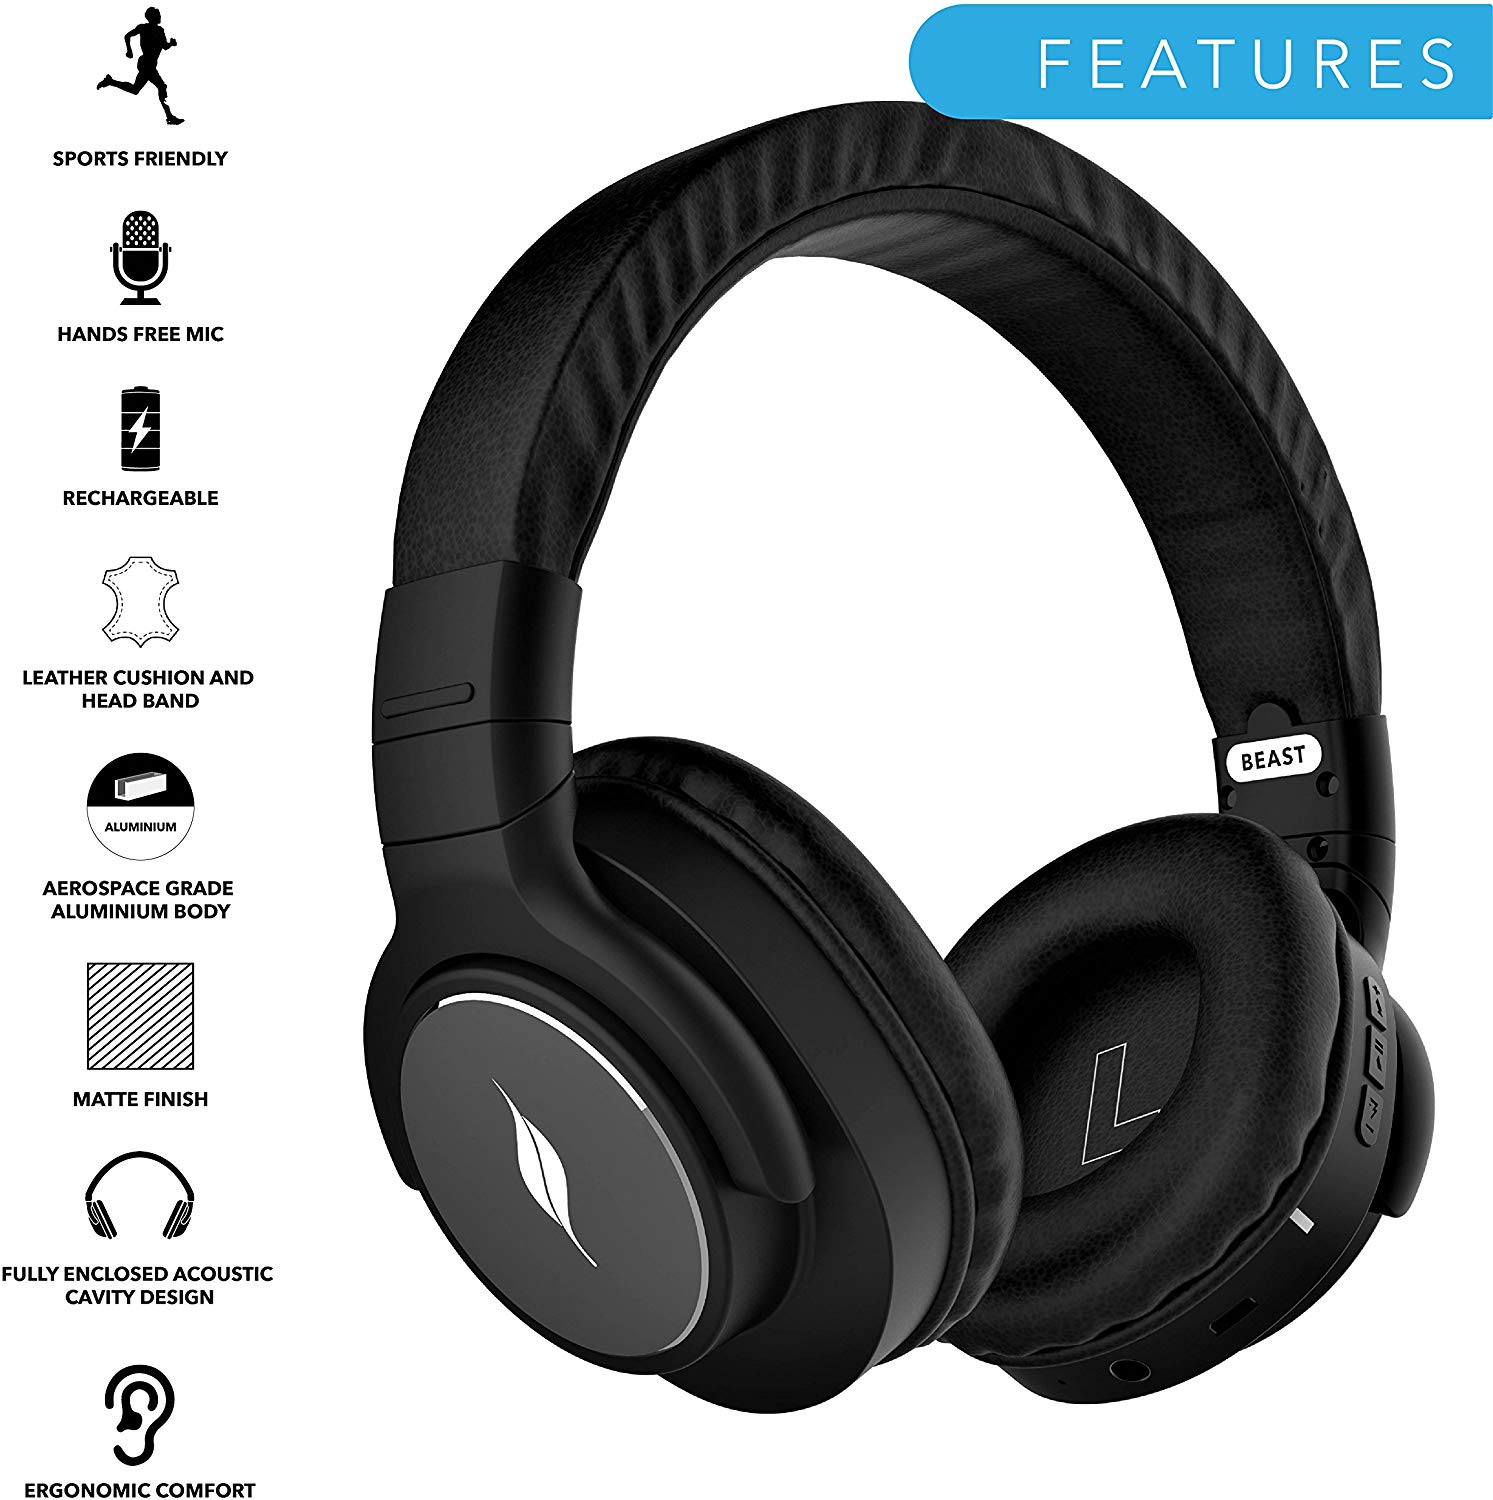 FEATURES
SPORTS FRIENDLY
HANDS FREE MIC
RECHARGEABLE
LEATHER CUSHION AND
HEAD BAND
ALUMINIUM
AEROSPACE GRADE
ALUMINIUM BODY
MATTE FINISH
FULLY ENCLOSED ACOUSTIC
CAVITY DESIGN
ERGONOMIC COMFORT
BEAST
L